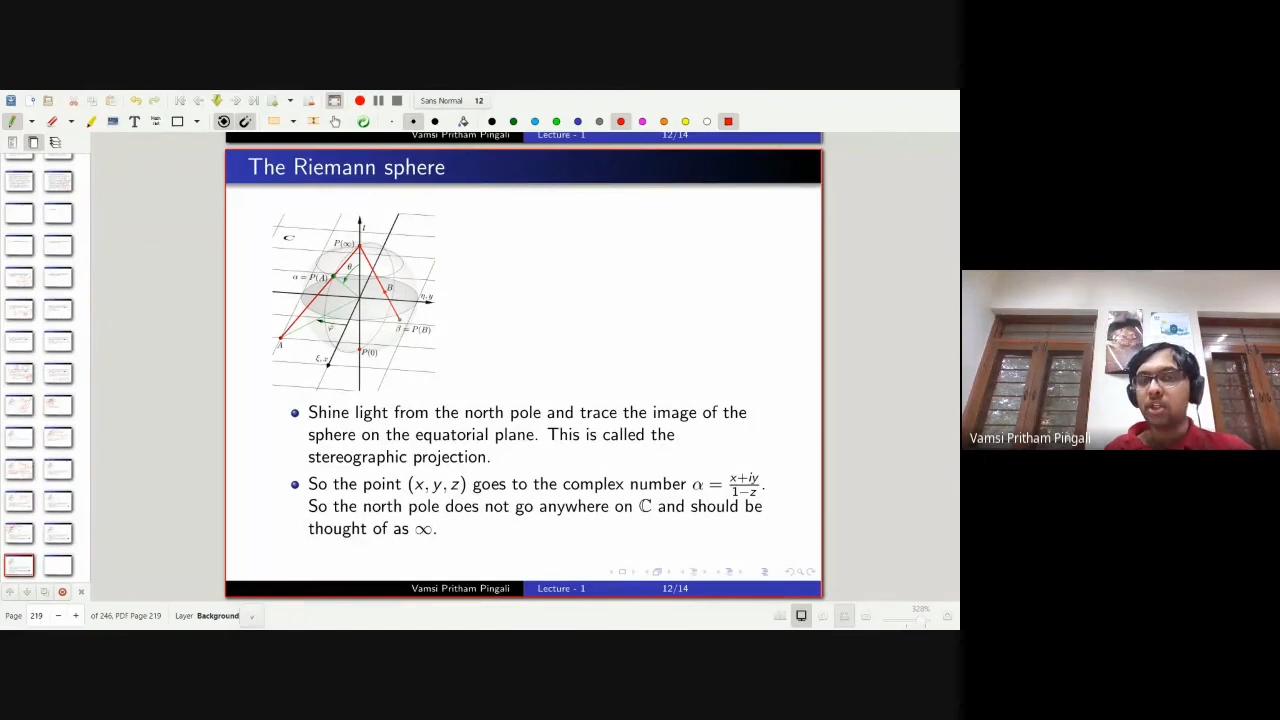 Sans Normal 12
Vamsi Pritham Pingali Lecture - 1 12/14
The Riemann sphere
t
C
P(∞)
θ
α = P(A)
B
η, y
φ
β = P(B)
A
P(0)
ξ, x
Shine light from the north pole and trace the image of the
sphere on the equatorial plane. This is called the
stereographic projection.
So the point (x, y, z) goes to the complex number α = x+iy/1−z.
So the north pole does not go anywhere on ℂ and should be
thought of as ∞.
Vamsi Pritham Pingali Lecture - 1 12/14
Vamsi Pritham Pingali
328%
Page 219 − + of 246, PDF Page 219 Layer Background